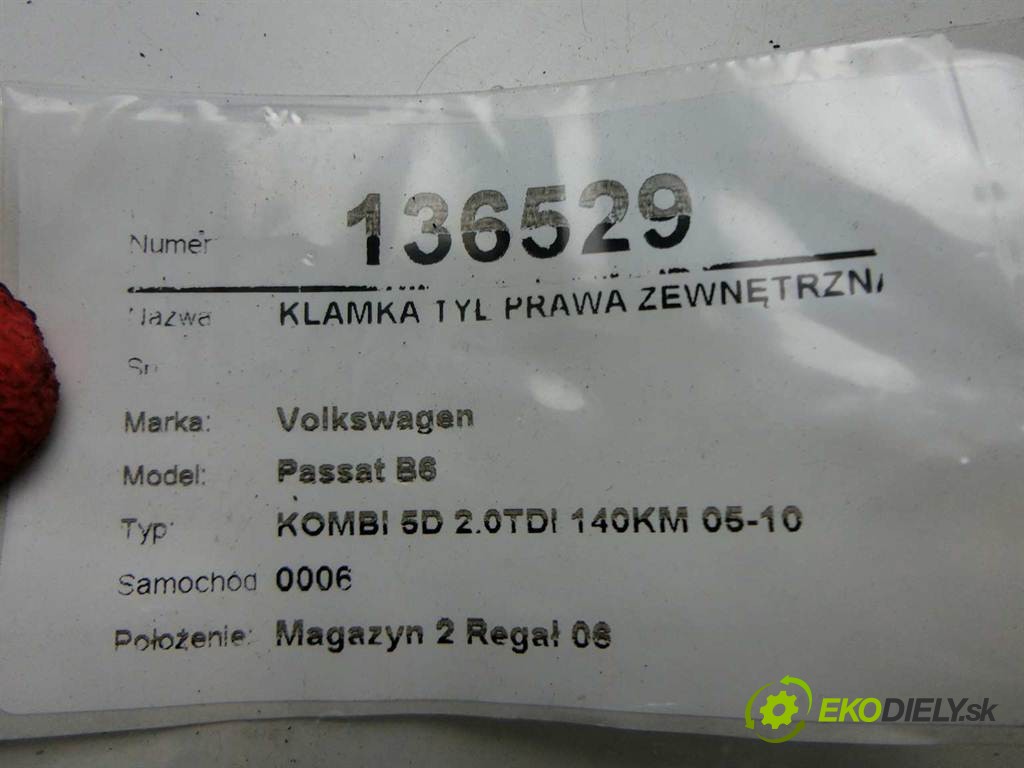 Numer 136529
Nazwa KLAMKA TYL PRAWA ZEWNĘTRZN
Marka: Volkswagen
Model: Passat B6
Typ: KOMBI 5D 2.0TDI 140KM 05-10
Samochód 0006
Położenie: Magazyn 2 Regał 06
EKODIELY.sk